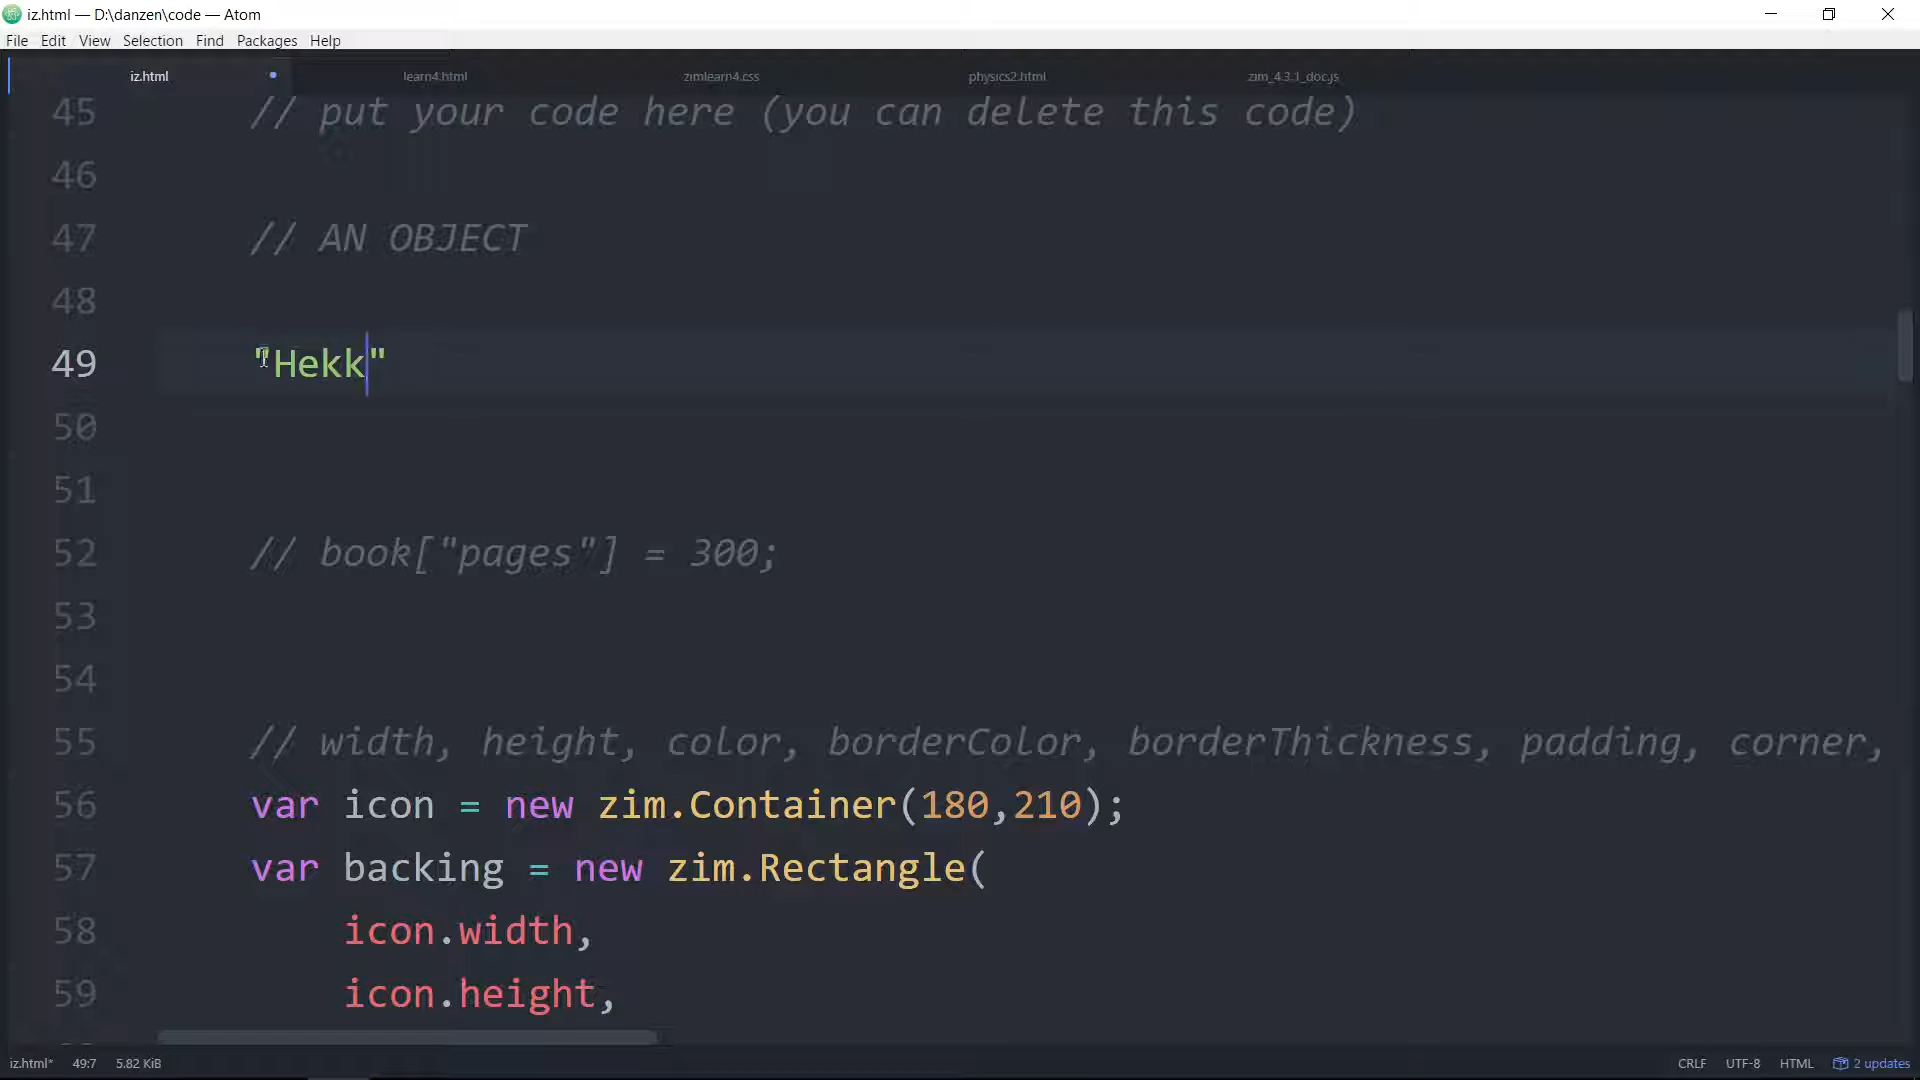 iz.html — D:\danzen\code — Atom
File Edit View Selection Find Packages Help
iz.html learn4.html zimlearn4.css physics2.html zim_4.3.1_doc.js
45 // put your code here (you can delete this code)
46
47 // AN OBJECT
48
49 "Hekk"
50
51
52 // book["pages"] = 300;
53
54
55 // width, height, color, borderColor, borderThickness, padding, corner,
56 var icon = new zim.Container(180,210);
57 var backing = new zim.Rectangle(
58 icon.width,
59 icon.height,
iz.html* 49:7 5.82 KiB CRLF UTF-8 HTML 2 updates